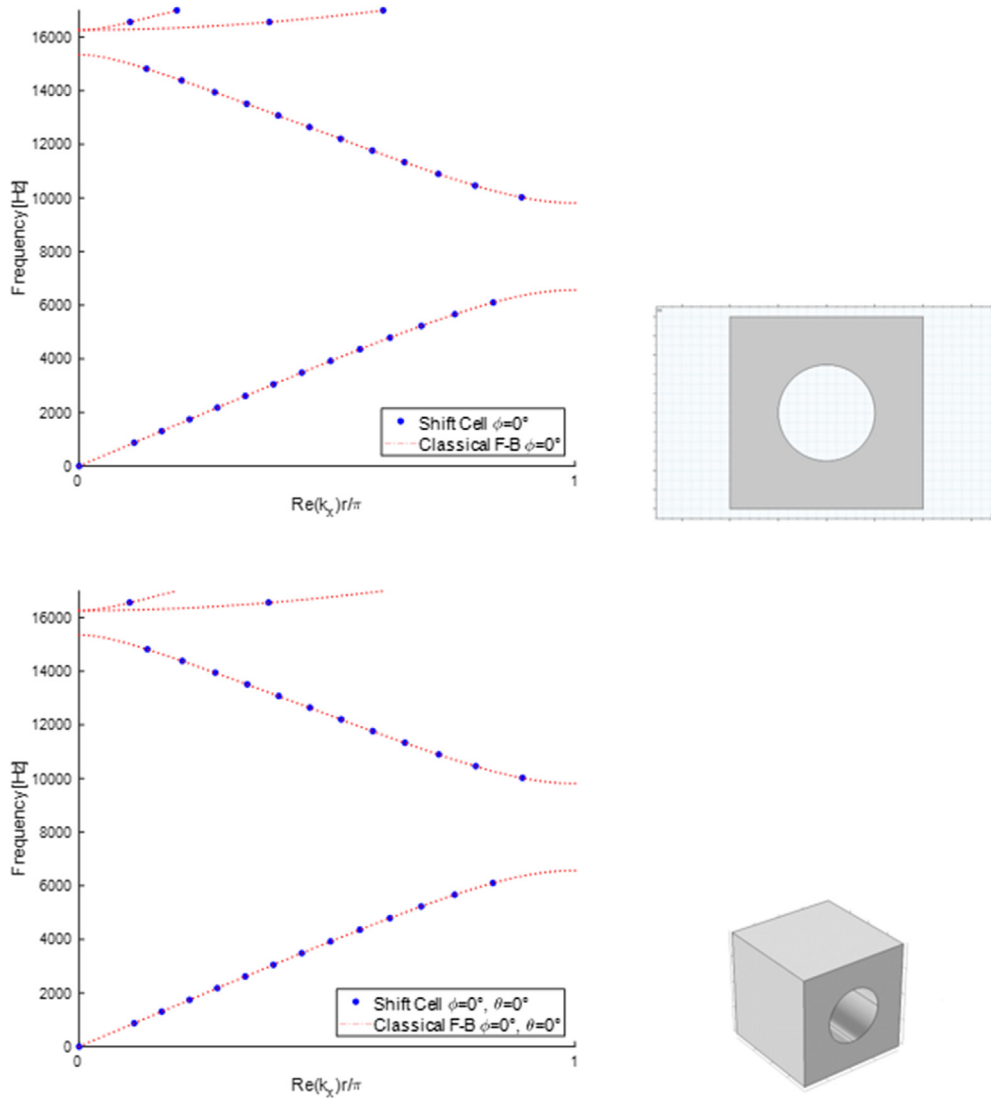 16000
14000
12000
10000
8000
6000
4000
2000
0
Frequency [Hz]
Shift Cell ϕ=0°
Classical F-B ϕ=0°
0
1
Re(kₓ)r/π
16000
14000
12000
10000
8000
6000
4000
2000
0
Frequency [Hz]
Shift Cell ϕ=0°, θ=0°
Classical F-B ϕ=0°, θ=0°
0
1
Re(kₓ)r/π